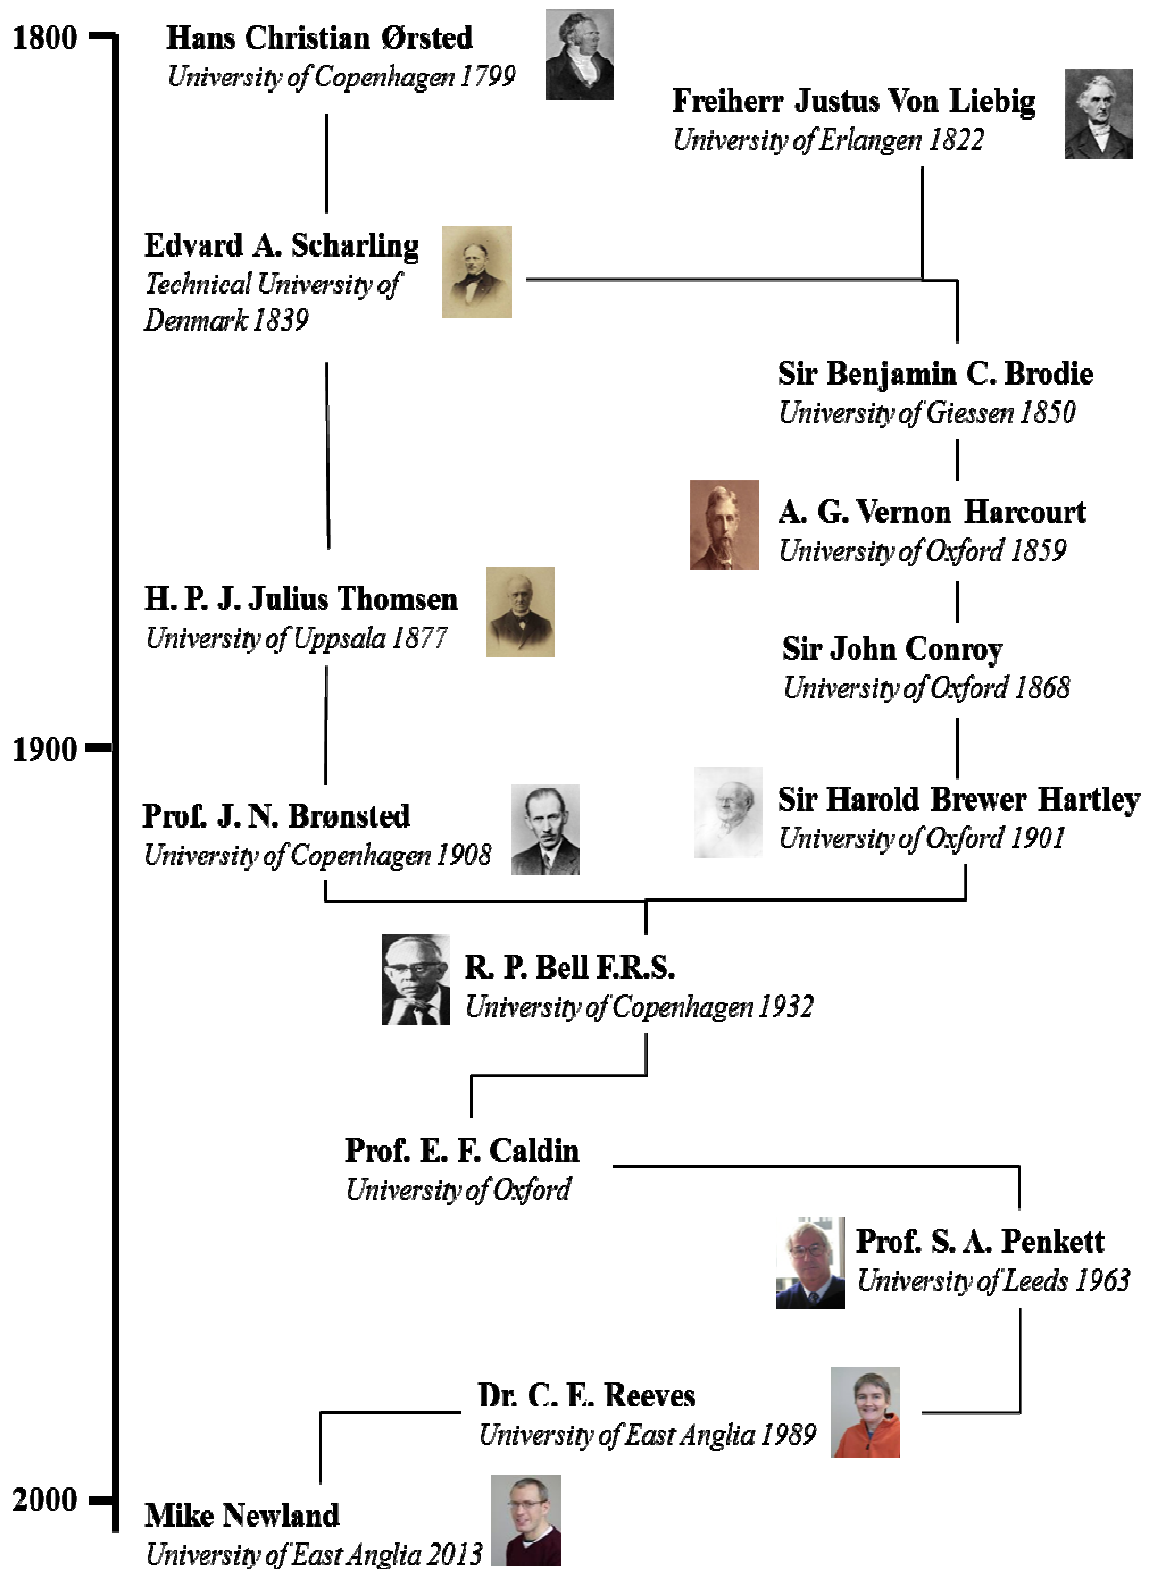 1800
Hans Christian Ørsted
University of Copenhagen 1799
Freiherr Justus Von Liebig
University of Erlangen 1822
Edvard A. Scharling
Technical University of
Denmark 1839
Sir Benjamin C. Brodie
University of Giessen 1850
A. G. Vernon Harcourt
University of Oxford 1859
H. P. J. Julius Thomsen
University of Uppsala 1877
Sir John Conroy
University of Oxford 1868
1900
Prof. J. N. Brønsted
University of Copenhagen 1908
Sir Harold Brewer Hartley
University of Oxford 1901
R. P. Bell F.R.S.
University of Copenhagen 1932
Prof. E. F. Caldin
University of Oxford
Prof. S. A. Penkett
University of Leeds 1963
Dr. C. E. Reeves
University of East Anglia 1989
2000
Mike Newland
University of East Anglia 2013